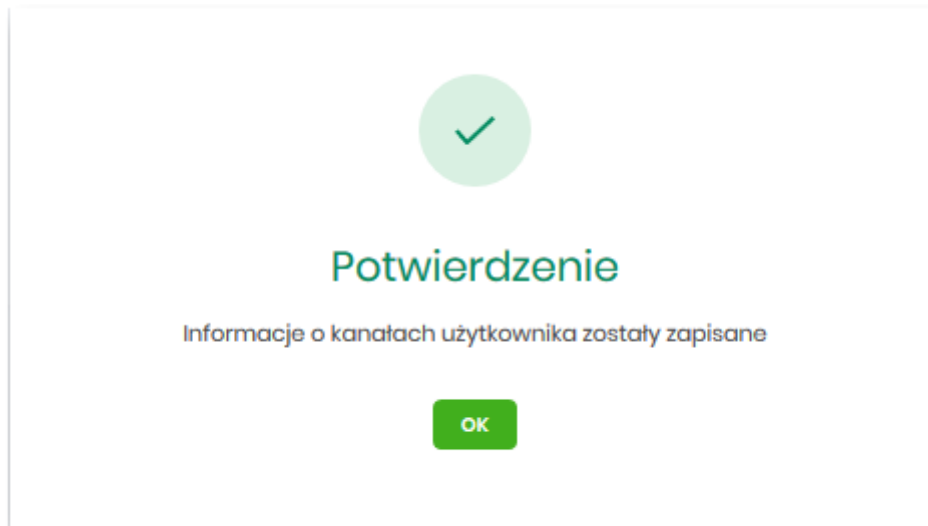 Potwierdzenie
Informacje o kanałach użytkownika zostały zapisane
OK